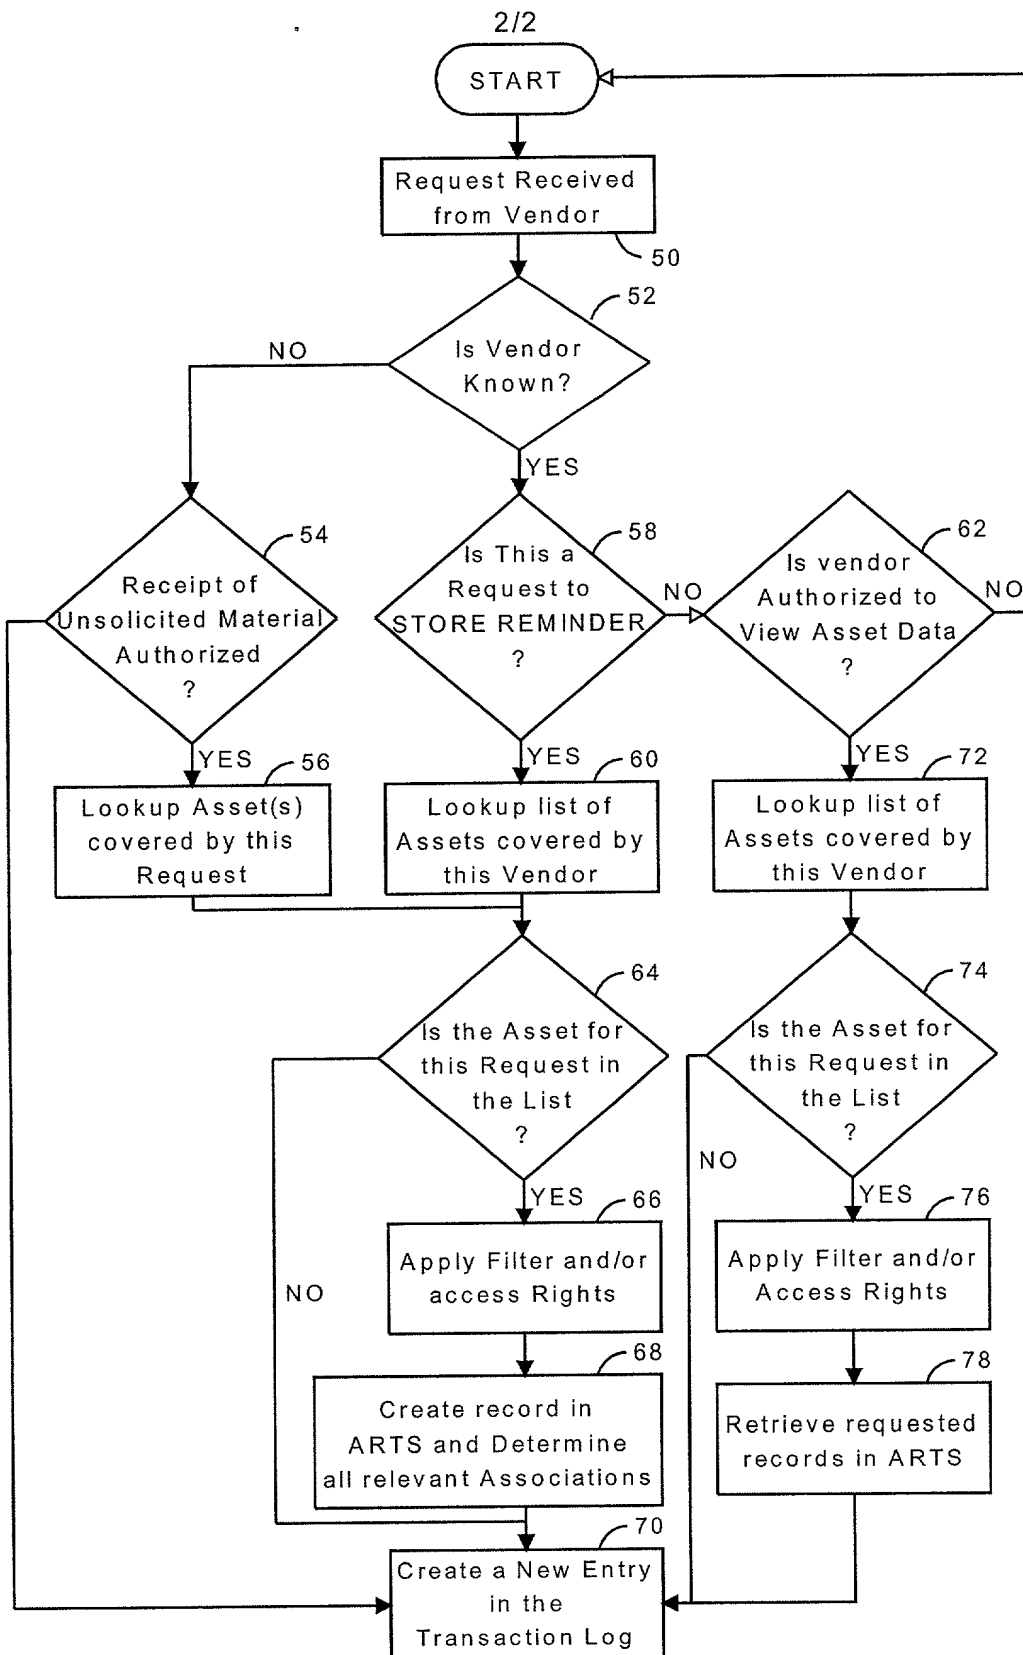 2/2
START
Request Received
from Vendor
50
52
Is Vendor
Known?
NO
YES
54
Receipt of
Unsolicited Material
Authorized
?
58
Is This a
Request to
STORE REMINDER
?
NO
62
Is vendor
Authorized to
View Asset Data
?
NO
YES
56
Lookup Asset(s)
covered by this
Request
YES
60
Lookup list of
Assets covered by
this Vendor
YES
72
Lookup list of
Assets covered by
this Vendor
64
Is the Asset for
this Request in
the List
?
74
Is the Asset for
this Request in
the List
?
NO
YES
66
Apply Filter and/or
access Rights
NO
YES
76
Apply Filter and/or
Access Rights
68
Create record in
ARTS and Determine
all relevant Associations
78
Retrieve requested
records in ARTS
70
Create a New Entry
in the
Transaction Log